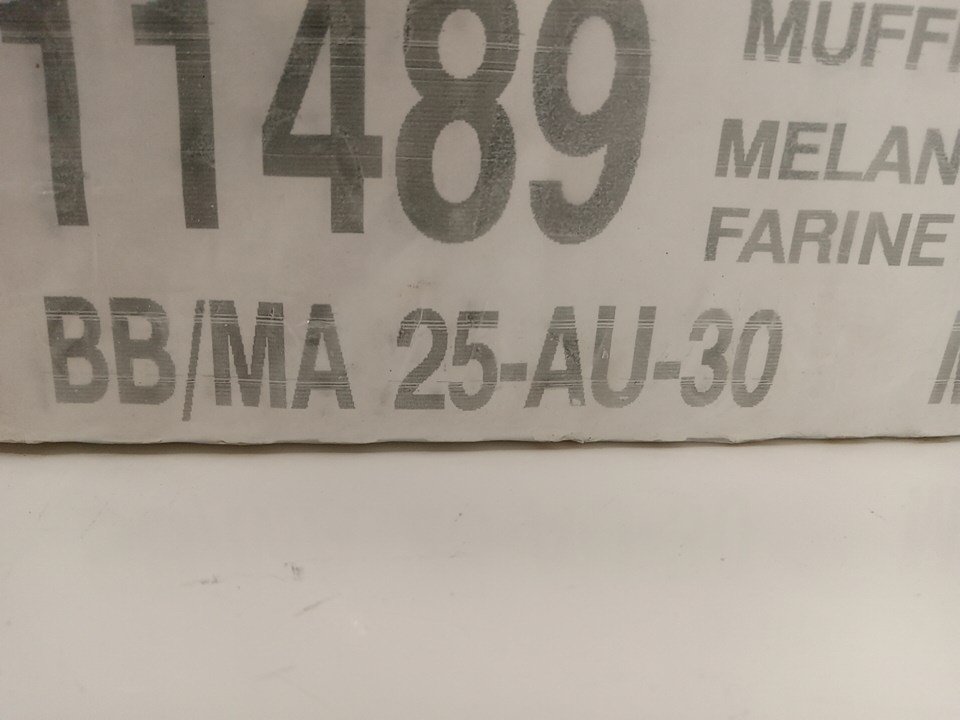 11489
MUFF
MELAN
FARINE
BB/MA 25-AU-30